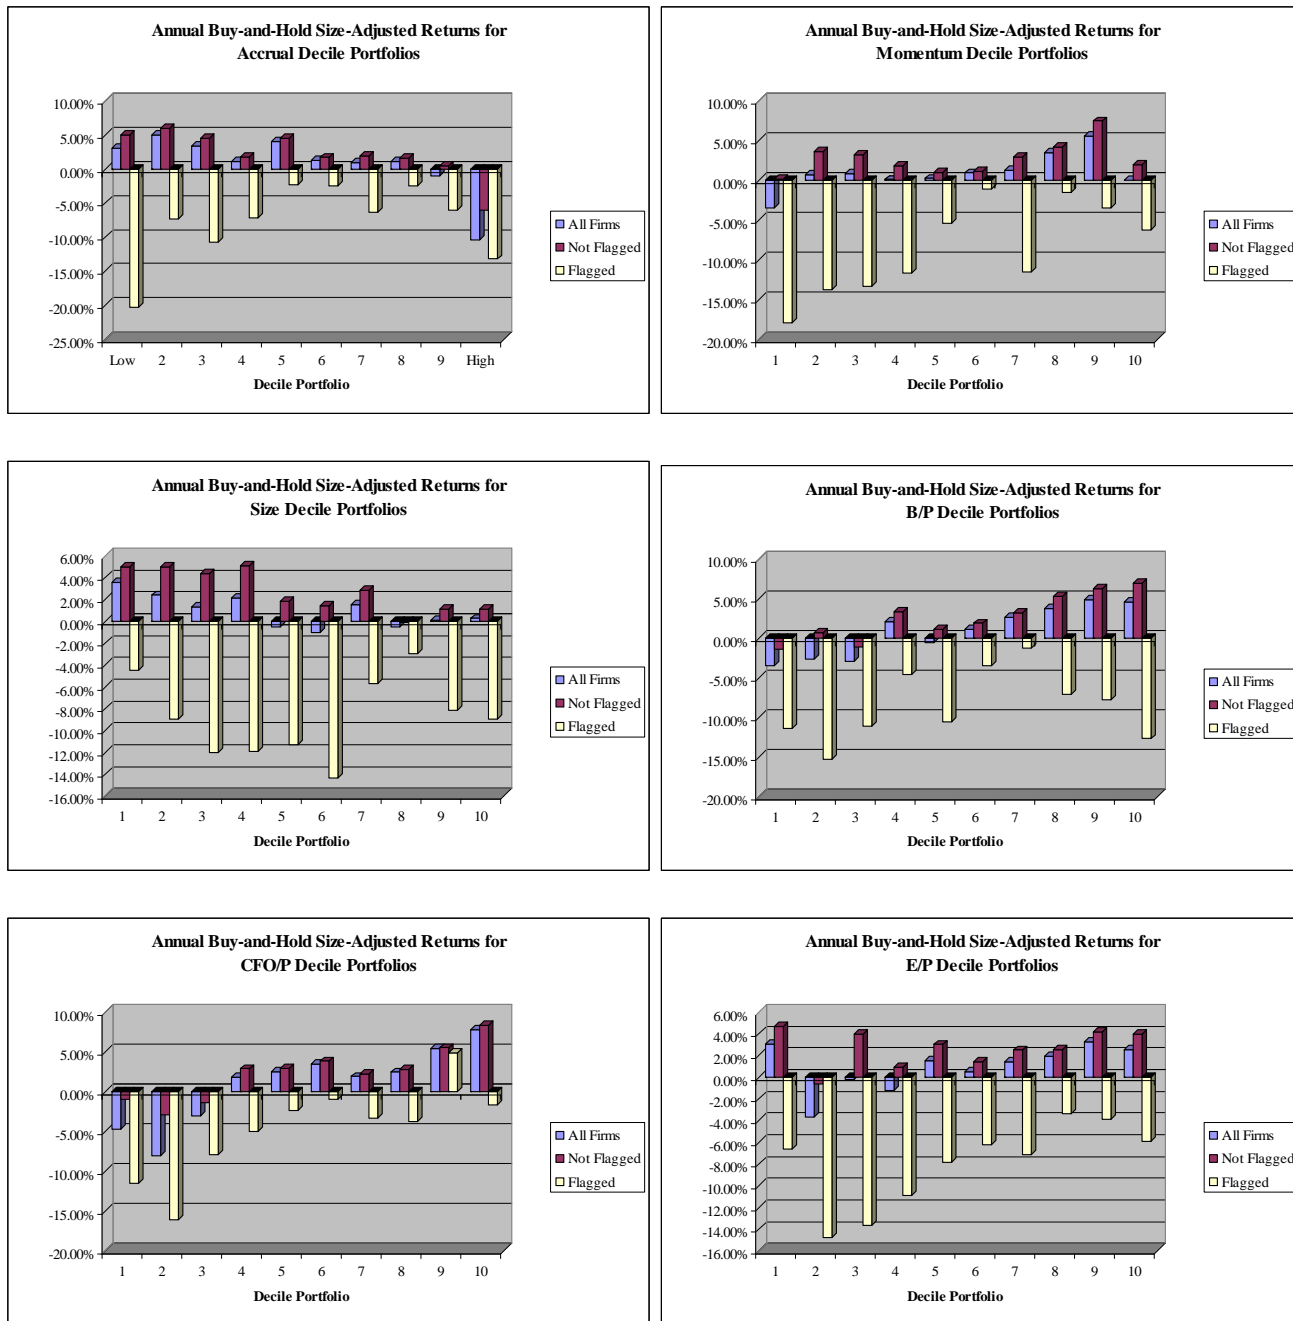 Annual Buy-and-Hold Size-Adjusted Returns for
Accrual Decile Portfolios
10.00%
5.00%
0.00%
-5.00%
-10.00%
-15.00%
-20.00%
-25.00%
Low 2 3 4 5 6 7 8 9 High
Decile Portfolio
All Firms
Not Flagged
Flagged
Annual Buy-and-Hold Size-Adjusted Returns for
Momentum Decile Portfolios
10.00%
5.00%
0.00%
-5.00%
-10.00%
-15.00%
-20.00%
1 2 3 4 5 6 7 8 9 10
Decile Portfolio
All Firms
Not Flagged
Flagged
Annual Buy-and-Hold Size-Adjusted Returns for
Size Decile Portfolios
6.00%
4.00%
2.00%
0.00%
-2.00%
-4.00%
-6.00%
-8.00%
-10.00%
-12.00%
-14.00%
-16.00%
1 2 3 4 5 6 7 8 9 10
Decile Portfolio
All Firms
Not Flagged
Flagged
Annual Buy-and-Hold Size-Adjusted Returns for
B/P Decile Portfolios
10.00%
5.00%
0.00%
-5.00%
-10.00%
-15.00%
-20.00%
1 2 3 4 5 6 7 8 9 10
Decile Portfolio
All Firms
Not Flagged
Flagged
Annual Buy-and-Hold Size-Adjusted Returns for
CFO/P Decile Portfolios
10.00%
5.00%
0.00%
-5.00%
-10.00%
-15.00%
-20.00%
1 2 3 4 5 6 7 8 9 10
Decile Portfolio
All Firms
Not Flagged
Flagged
Annual Buy-and-Hold Size-Adjusted Returns for
E/P Decile Portfolios
6.00%
4.00%
2.00%
0.00%
-2.00%
-4.00%
-6.00%
-8.00%
-10.00%
-12.00%
-14.00%
-16.00%
1 2 3 4 5 6 7 8 9 10
Decile Portfolio
All Firms
Not Flagged
Flagged